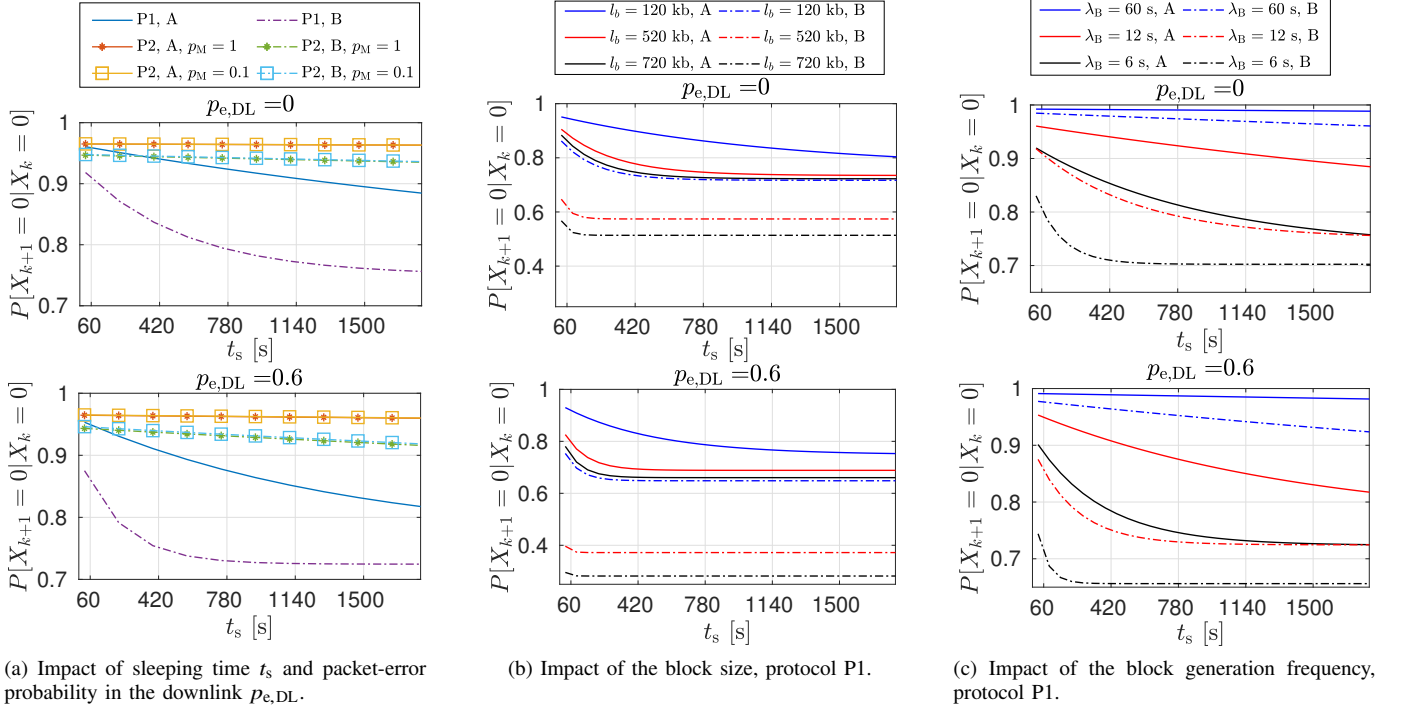 P1, A
P1, B
P2, A, p_M = 1
P2, B, p_M = 1
P2, A, p_M = 0.1
P2, B, p_M = 0.1
p_e,DL =0
P[X_{k+1} = 0|X_k = 0]
1
0.9
0.8
0.7
60 420 780 1140 1500
t_s [s]
p_e,DL =0.6
P[X_{k+1} = 0|X_k = 0]
1
0.9
0.8
0.7
60 420 780 1140 1500
t_s [s]
(a) Impact of sleeping time t_s and packet-error
probability in the downlink p_e,DL.
l_b = 120 kb, A
l_b = 120 kb, B
l_b = 520 kb, A
l_b = 520 kb, B
l_b = 720 kb, A
l_b = 720 kb, B
p_e,DL =0
P[X_{k+1} = 0|X_k = 0]
1
0.8
0.6
0.4
60 420 780 1140 1500
t_s [s]
p_e,DL =0.6
P[X_{k+1} = 0|X_k = 0]
1
0.8
0.6
0.4
60 420 780 1140 1500
t_s [s]
(b) Impact of the block size, protocol P1.
λ_B = 60 s, A
λ_B = 60 s, B
λ_B = 12 s, A
λ_B = 12 s, B
λ_B = 6 s, A
λ_B = 6 s, B
p_e,DL =0
P[X_{k+1} = 0|X_k = 0]
1
0.9
0.8
0.7
60 420 780 1140 1500
t_s [s]
p_e,DL =0.6
P[X_{k+1} = 0|X_k = 0]
1
0.9
0.8
0.7
60 420 780 1140 1500
t_s [s]
(c) Impact of the block generation frequency,
protocol P1.